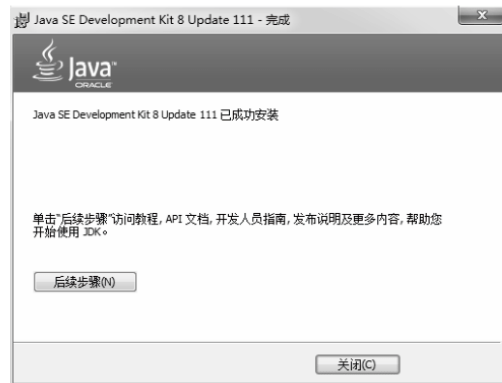 Java SE Development Kit 8 Update 111 - 完成
x
Java™
ORACLE
Java SE Development Kit 8 Update 111 已成功安装
单击"后续步骤"访问教程, API 文档, 开发人员指南, 发布说明及更多内容, 帮助您
开始使用 JDK。
后续步骤(N)
关闭(C)